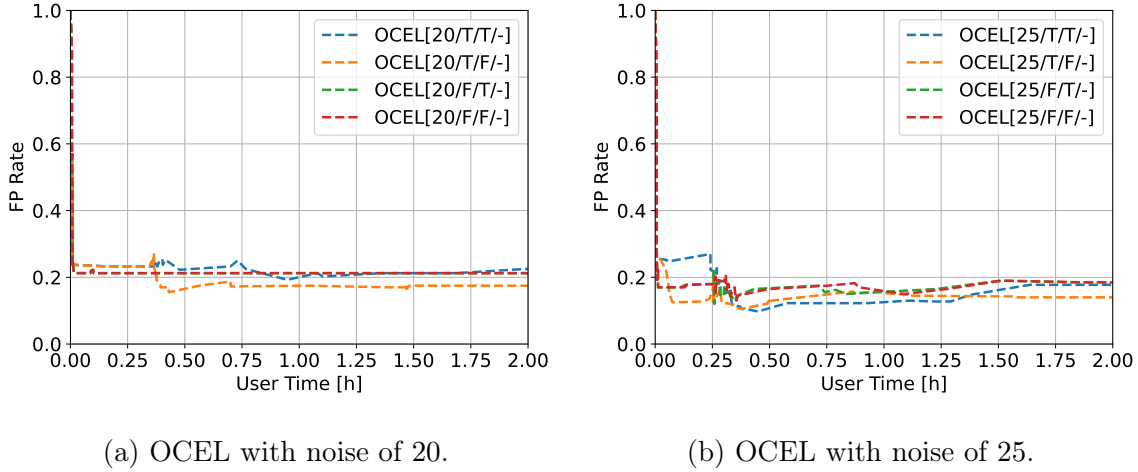 1.0
0.8
0.6
0.4
0.2
0.0
FP Rate
OCEL[20/T/T/-]
OCEL[20/T/F/-]
OCEL[20/F/T/-]
OCEL[20/F/F/-]
0.00 0.25 0.50 0.75 1.00 1.25 1.50 1.75 2.00
User Time [h]
(a) OCEL with noise of 20.
1.0
0.8
0.6
0.4
0.2
0.0
FP Rate
OCEL[25/T/T/-]
OCEL[25/T/F/-]
OCEL[25/F/T/-]
OCEL[25/F/F/-]
0.00 0.25 0.50 0.75 1.00 1.25 1.50 1.75 2.00
User Time [h]
(b) OCEL with noise of 25.